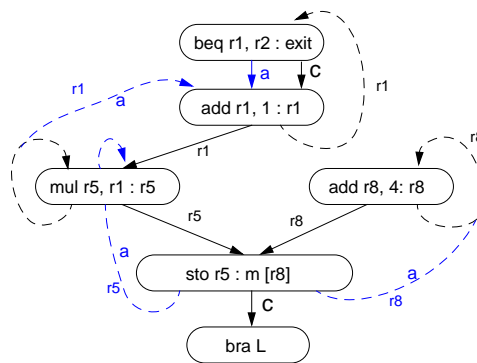 beq r1, r2 : exit
a
c
r1
a
r1
add r1, 1 : r1
r1
r8
mul r5, r1 : r5
add r8, 4: r8
r5
r8
a
a
r5
sto r5 : m [r8]
r8
c
bra L